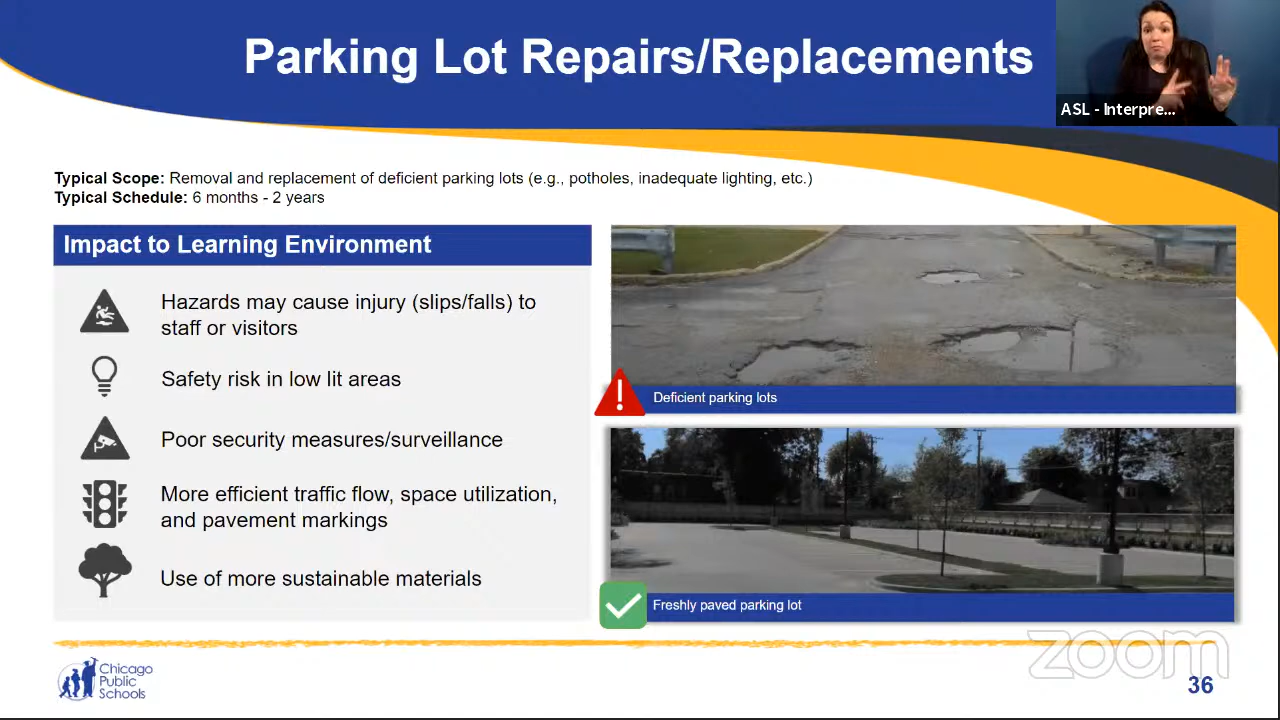 Parking Lot Repairs/Replacements
ASL - Interpre...
Typical Scope: Removal and replacement of deficient parking lots (e.g., potholes, inadequate lighting, etc.)
Typical Schedule: 6 months - 2 years
Impact to Learning Environment
Hazards may cause injury (slips/falls) to
staff or visitors
Safety risk in low lit areas
Poor security measures/surveillance
More efficient traffic flow, space utilization,
and pavement markings
Use of more sustainable materials
Deficient parking lots
Freshly paved parking lot
zoom
Chicago
Public
Schools
36